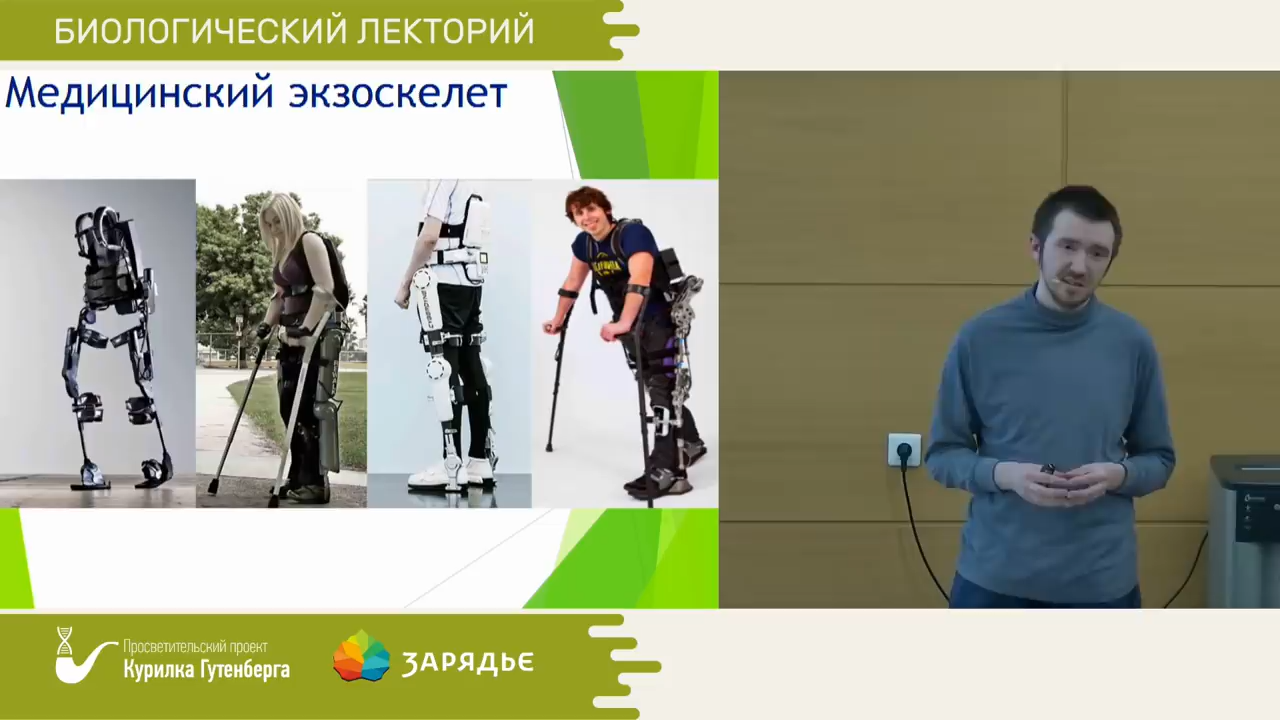 БИОЛОГИЧЕСКИЙ ЛЕКТОРИЙ
Медицинский экзоскелет
Просветительский проект
Курилка Гутенберга
ЗАРЯДЬЕ